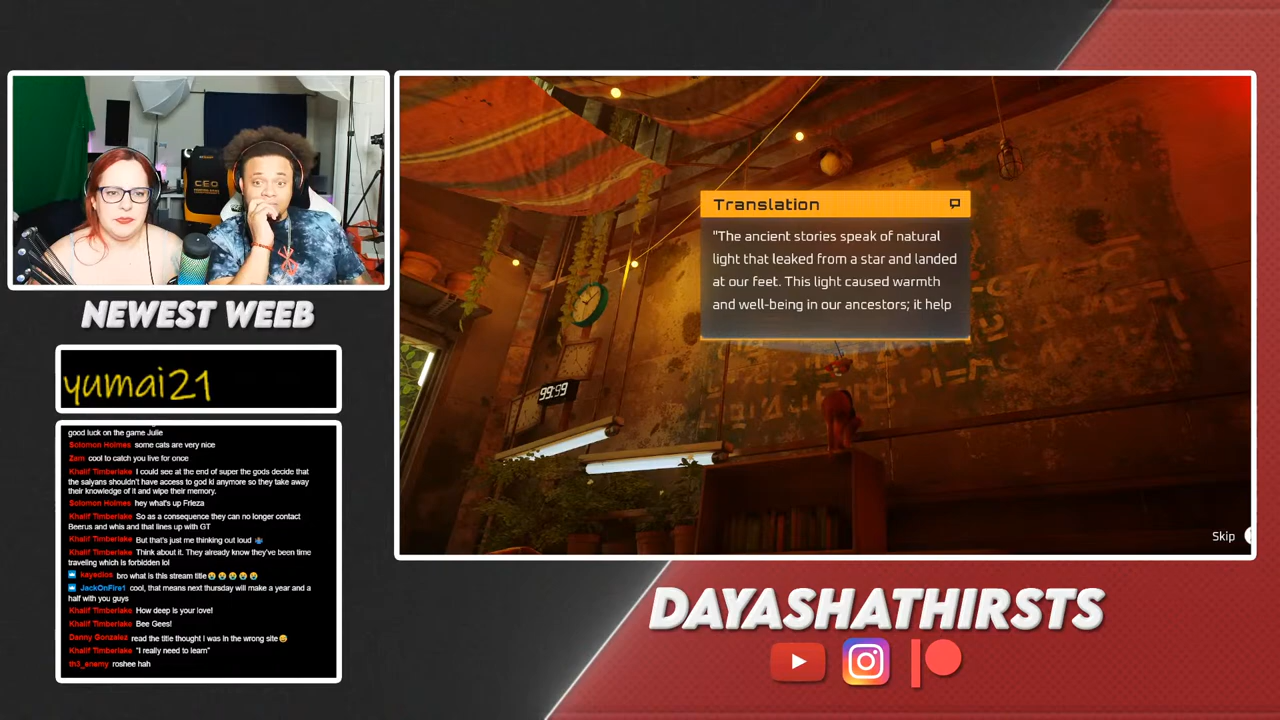 CEO
NEWEST WEEB
yumai21
good luck on the game Julie
Solomon Holmes some cats are very nice
Zam cool to catch you live for once
Khalif Timberlake I could see at the end of super the gods decide that
the saiyans shouldn't have access to god ki anymore so they take away
their knowledge of it and wipe their memory.
Solomon Holmes hey what's up Frieza
Khalif Timberlake So as a consequence they can no longer contact
Beerus and whis and that lines up with GT
Khalif Timberlake But that's just me thinking out loud
Khalif Timberlake Think about it. They already know they've been time
traveling which is forbidden lol
kayedios bro what is this stream title😭😭😭😭😭
JackOnFire1 cool, that means next thursday will make a year and a
half with you guys
Khalif Timberlake How deep is your love!
Khalif Timberlake Bee Gees!
Danny Gonzalez read the title thought I was in the wrong site😅
Khalif Timberlake "I really need to learn"
th3_enemy roshee hah
Translation
"The ancient stories speak of natural
light that leaked from a star and landed
at our feet. This light caused warmth
and well-being in our ancestors; it help
99:59
Skip
DAYASHATHIRSTS